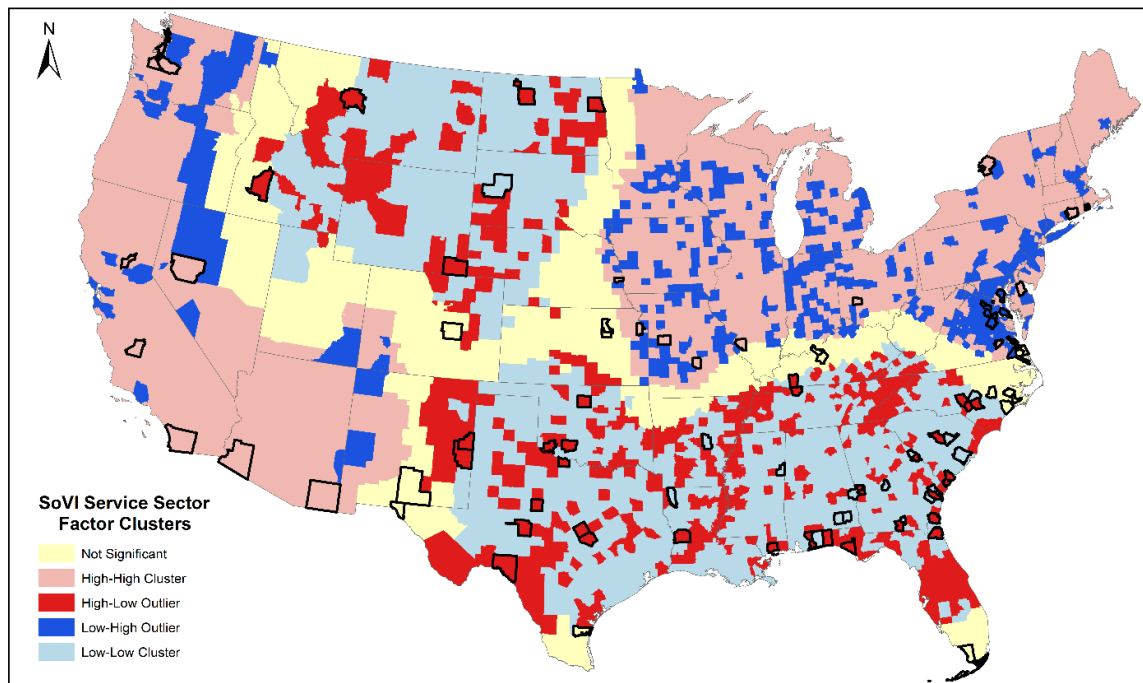 N
SoVI Service Sector
Factor Clusters
Not Significant
High-High Cluster
High-Low Outlier
Low-High Outlier
Low-Low Cluster